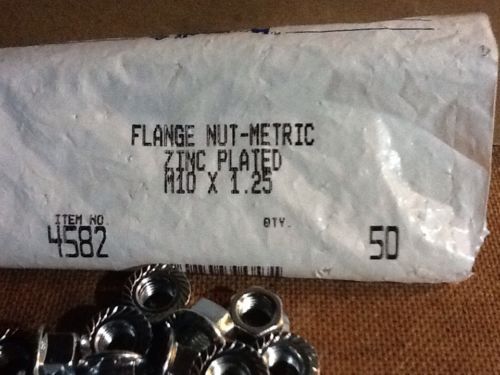 FLANGE NUT-METRIC
ZINC PLATED
M10 X 1.25
ITEM NO. QTY.
4582 50